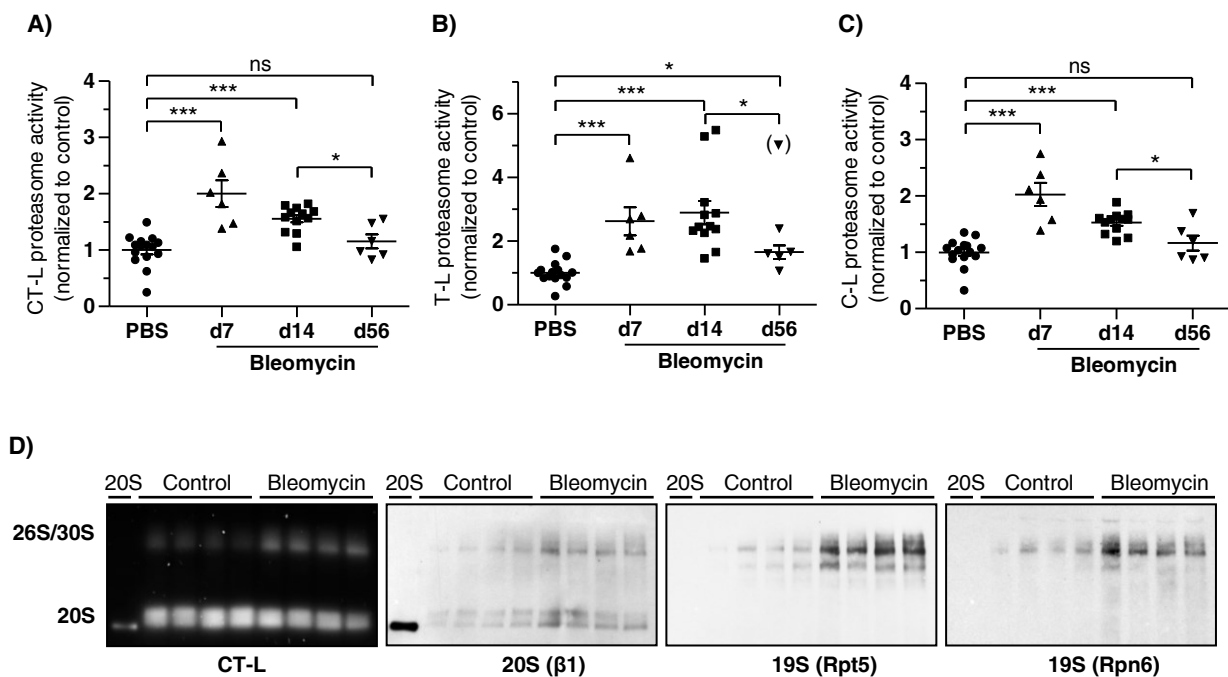 A)
CT-L proteasome activity
(normalized to control)
4
3
2
1
0
ns
***
***
*
PBS
d7
d14
d56
Bleomycin
B)
T-L proteasome activity
(normalized to control)
6
4
2
0
*
***
***
*
(▼)
PBS
d7
d14
d56
Bleomycin
C)
C-L proteasome activity
(normalized to control)
4
3
2
1
0
ns
***
***
*
PBS
d7
d14
d56
Bleomycin
D)
20S Control Bleomycin
20S Control Bleomycin
20S Control Bleomycin
20S Control Bleomycin
26S/30S
20S
CT-L
20S (β1)
19S (Rpt5)
19S (Rpn6)